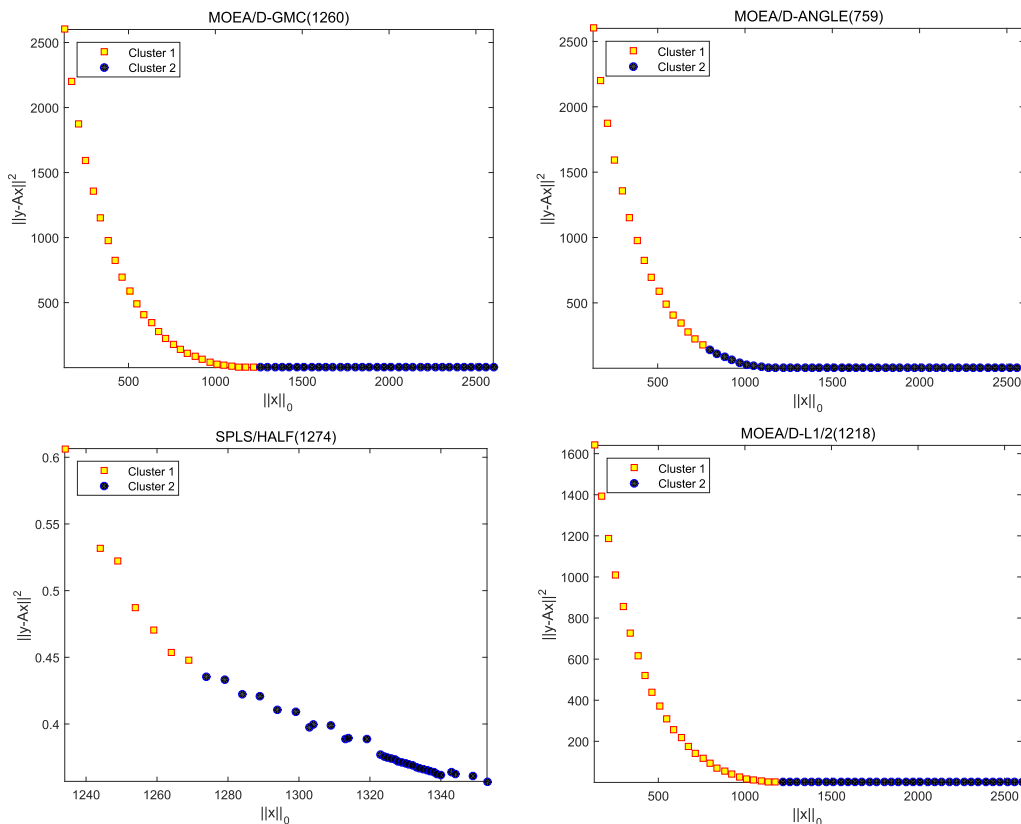 MOEA/D-GMC(1260)
Cluster 1
Cluster 2
2500
2000
1500
1000
500
||y-Ax||²
500 1000 1500 2000 2500
||x||₀
MOEA/D-ANGLE(759)
Cluster 1
Cluster 2
2500
2000
1500
1000
500
||y-Ax||²
500 1000 1500 2000 2500
||x||₀
SPLS/HALF(1274)
Cluster 1
Cluster 2
0.6
0.55
0.5
0.45
0.4
||y-Ax||²
1240 1260 1280 1300 1320 1340
||x||₀
MOEA/D-L1/2(1218)
Cluster 1
Cluster 2
1600
1400
1200
1000
800
600
400
200
||y-Ax||²
500 1000 1500 2000 2500
||x||₀